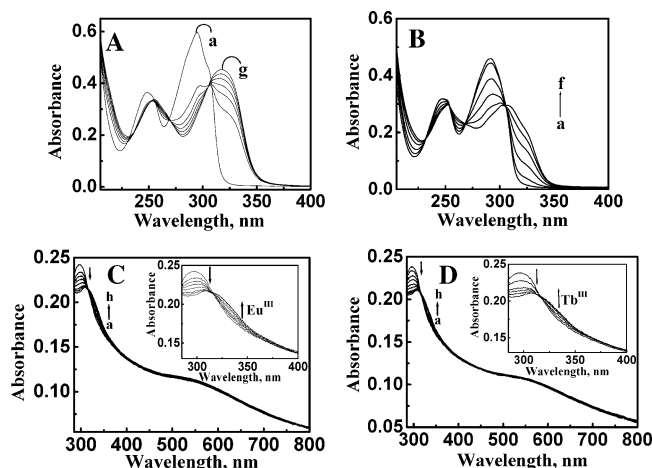 A
a
g
0.6
0.4
0.2
0.0
Absorbance
250 300 350 400
Wavelength, nm
B
f
a
0.6
0.4
0.2
0.0
Absorbance
250 300 350 400
Wavelength, nm
C
h
a
0.25
0.20
0.15
0.10
Absorbance
300 400 500 600 700 800
Wavelength, nm
Eu^III
0.25
0.20
0.15
Absorbance
300 350 400
Wavelength, nm
D
h
a
0.25
0.20
0.15
0.10
0.05
Absorbance
300 400 500 600 700 800
Wavelength, nm
Tb^III
0.25
0.20
0.15
Absorbance
300 350 400
Wavelength, nm